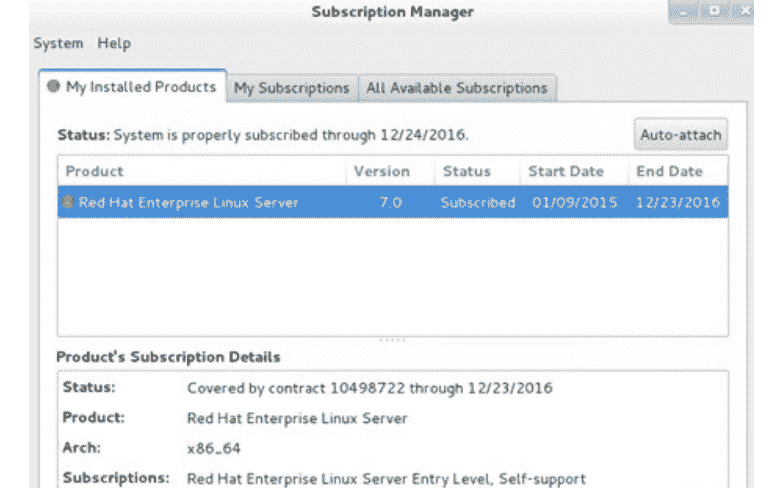 Subscription Manager
System Help
My Installed Products My Subscriptions All Available Subscriptions
Status: System is properly subscribed through 12/24/2016. Auto-attach
Product Version Status Start Date End Date
Red Hat Enterprise Linux Server 7.0 Subscribed 01/09/2015 12/23/2016
Product's Subscription Details
Status: Covered by contract 10498722 through 12/23/2016
Product: Red Hat Enterprise Linux Server
Arch: x86_64
Subscriptions: Red Hat Enterprise Linux Server Entry Level, Self-support